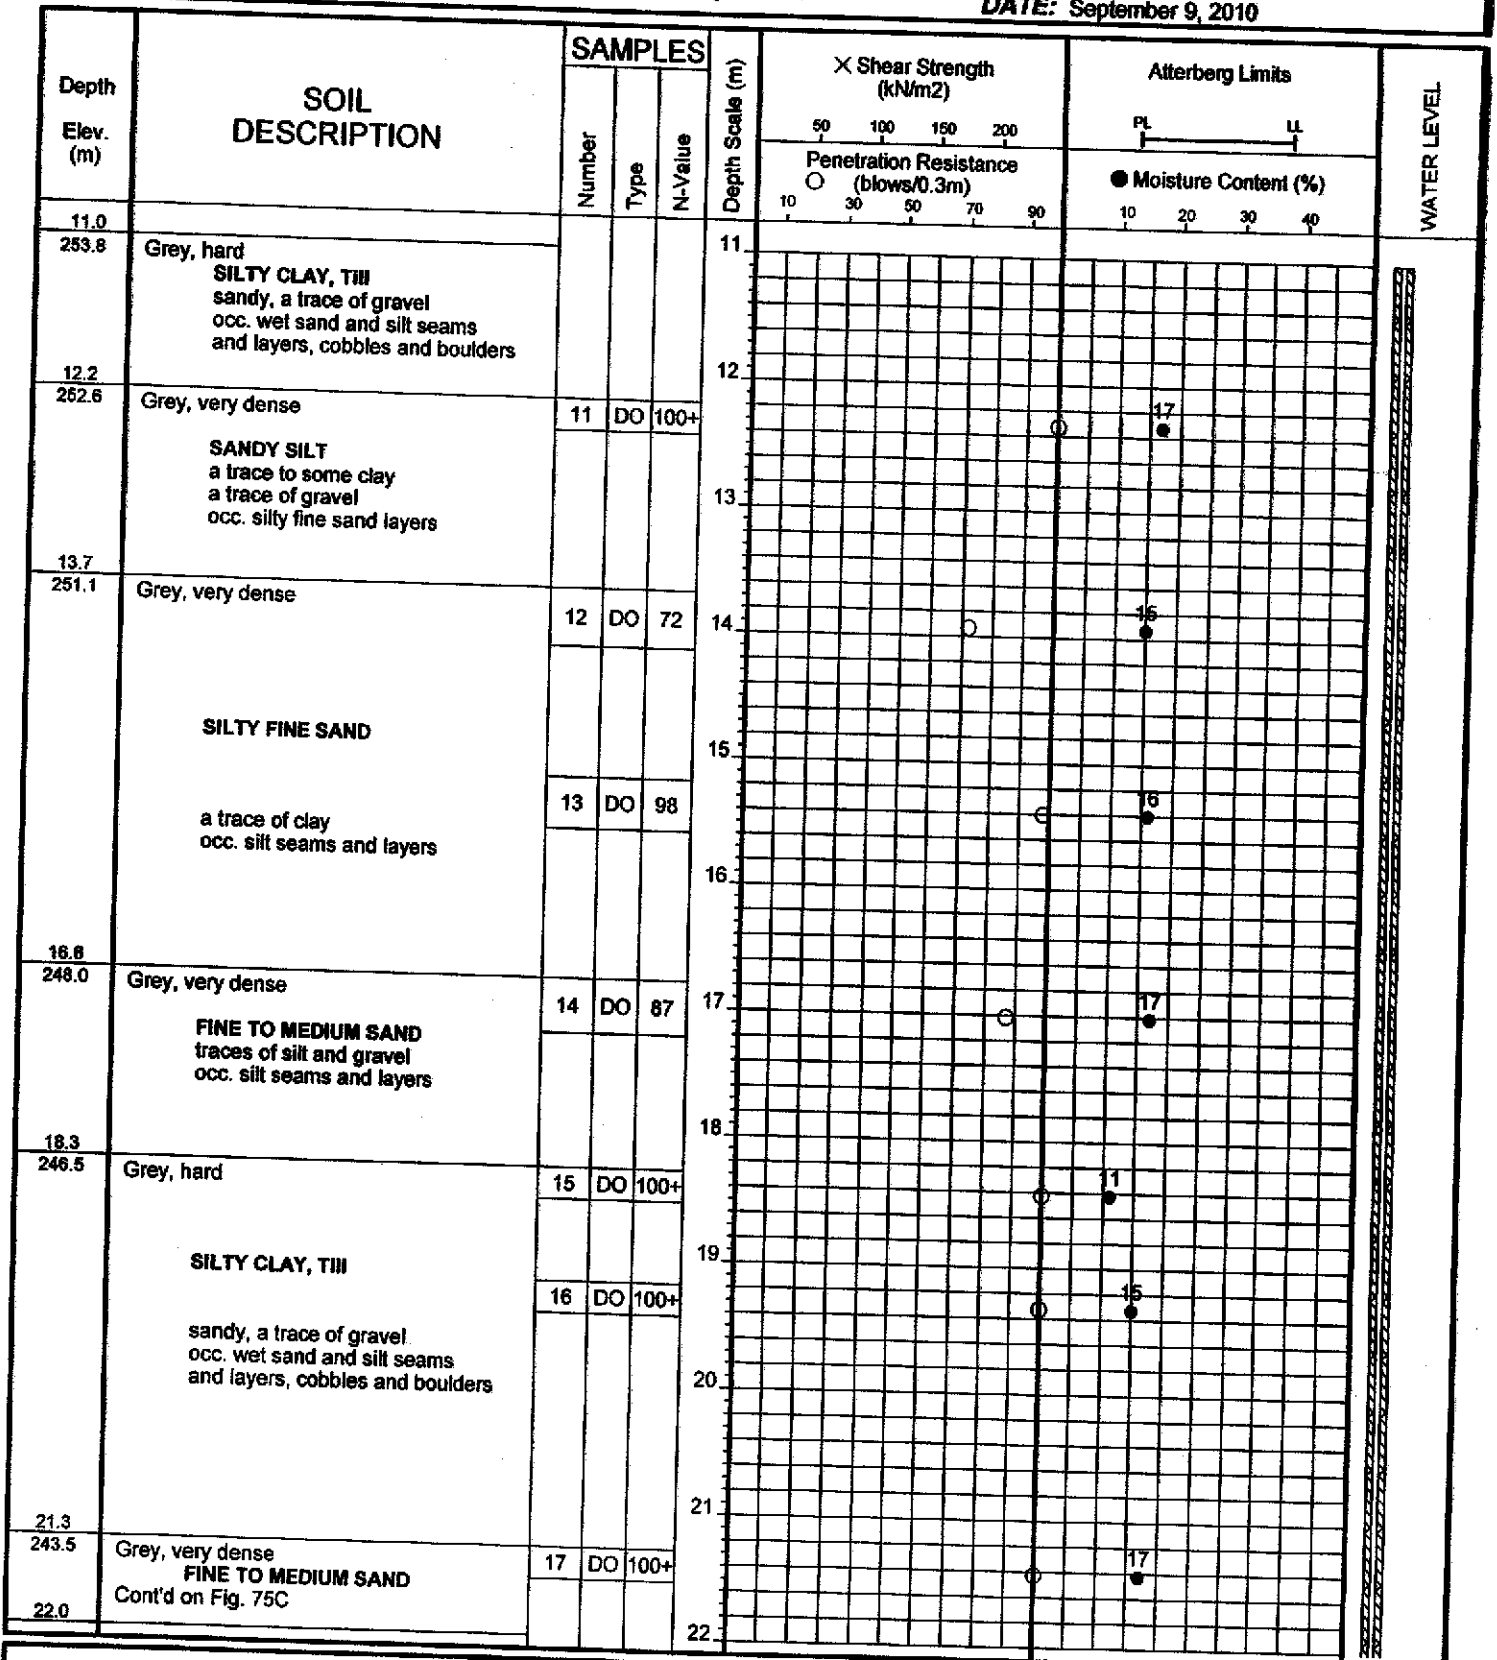 DATE: September 9, 2010
Depth
Elev.
(m)
SOIL
DESCRIPTION
SAMPLES
Number
Type
N-Value
Depth Scale (m)
× Shear Strength
(kN/m2)
50 100 150 200
Penetration Resistance
(blows/0.3m)
10 30 50 70 90
Atterberg Limits
PL LL
● Moisture Content (%)
10 20 30 40
WATER LEVEL
11.0
253.8
Grey, hard
SILTY CLAY, Till
sandy, a trace of gravel
occ. wet sand and silt seams
and layers, cobbles and boulders
11
12.2
252.6
12
Grey, very dense
11 DO 100+
17
SANDY SILT
a trace to some clay
a trace of gravel
occ. silty fine sand layers
13
13.7
251.1
Grey, very dense
12 DO 72
14
16
SILTY FINE SAND
15
13 DO 98
16
a trace of clay
occ. silt seams and layers
16
16.8
248.0
Grey, very dense
14 DO 87
17
17
FINE TO MEDIUM SAND
traces of silt and gravel
occ. silt seams and layers
18
18.3
246.5
Grey, hard
15 DO 100+
11
SILTY CLAY, Till
19
16 DO 100+
15
sandy, a trace of gravel
occ. wet sand and silt seams
and layers, cobbles and boulders
20
21
21.3
243.5
Grey, very dense
17 DO 100+
17
FINE TO MEDIUM SAND
Cont'd on Fig. 75C
22.0
22